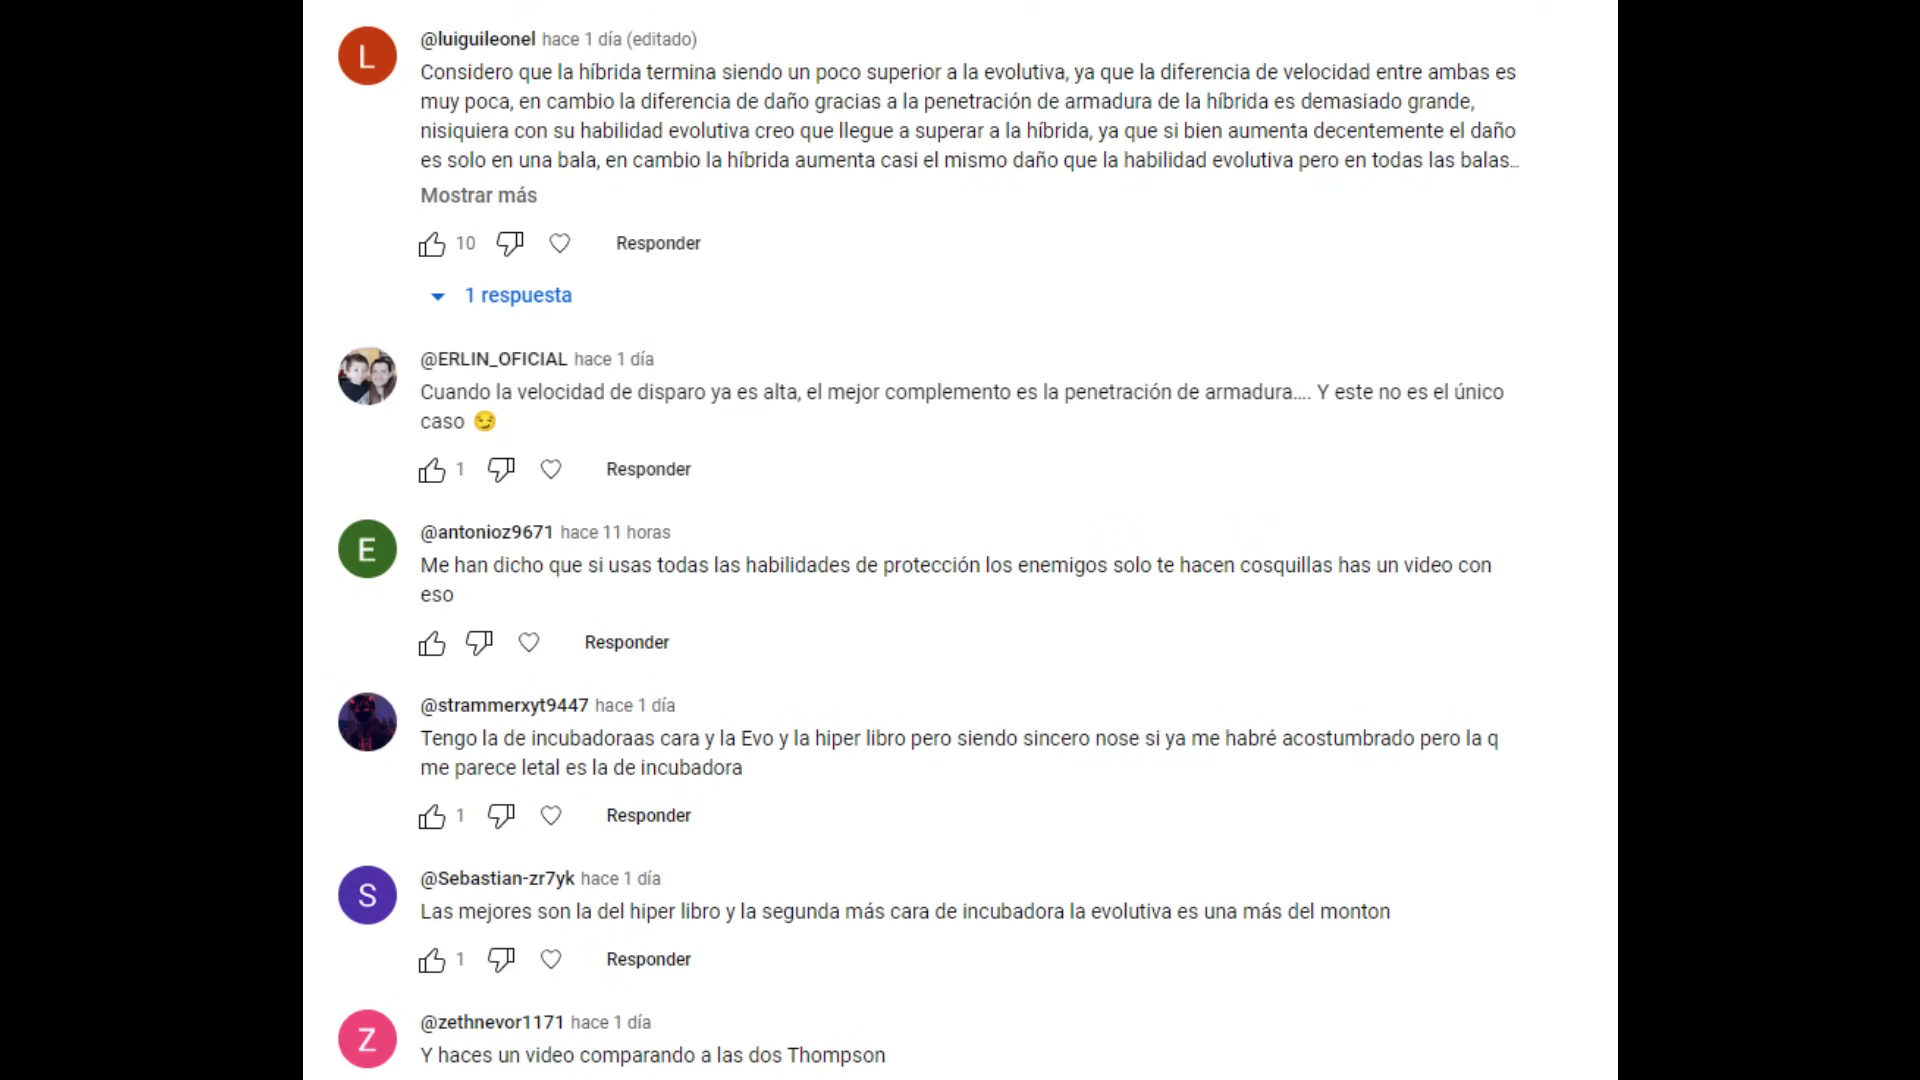 L
@luiguileonel hace 1 día (editado)
Considero que la híbrida termina siendo un poco superior a la evolutiva, ya que la diferencia de velocidad entre ambas es
muy poca, en cambio la diferencia de daño gracias a la penetración de armadura de la híbrida es demasiado grande,
nisiquiera con su habilidad evolutiva creo que llegue a superar a la híbrida, ya que si bien aumenta decentemente el daño
es solo en una bala, en cambio la híbrida aumenta casi el mismo daño que la habilidad evolutiva pero en todas las balas…
Mostrar más
10 Responder
1 respuesta
@ERLIN_OFICIAL hace 1 día
Cuando la velocidad de disparo ya es alta, el mejor complemento es la penetración de armadura.... Y este no es el único
caso 😏
1 Responder
E
@antonioz9671 hace 11 horas
Me han dicho que si usas todas las habilidades de protección los enemigos solo te hacen cosquillas has un video con
eso
Responder
@strammerxyt9447 hace 1 día
Tengo la de incubadoraas cara y la Evo y la hiper libro pero siendo sincero nose si ya me habré acostumbrado pero la q
me parece letal es la de incubadora
1 Responder
S
@Sebastian-zr7yk hace 1 día
Las mejores son la del hiper libro y la segunda más cara de incubadora la evolutiva es una más del monton
1 Responder
Z
@zethnevor1171 hace 1 día
Y haces un video comparando a las dos Thompson